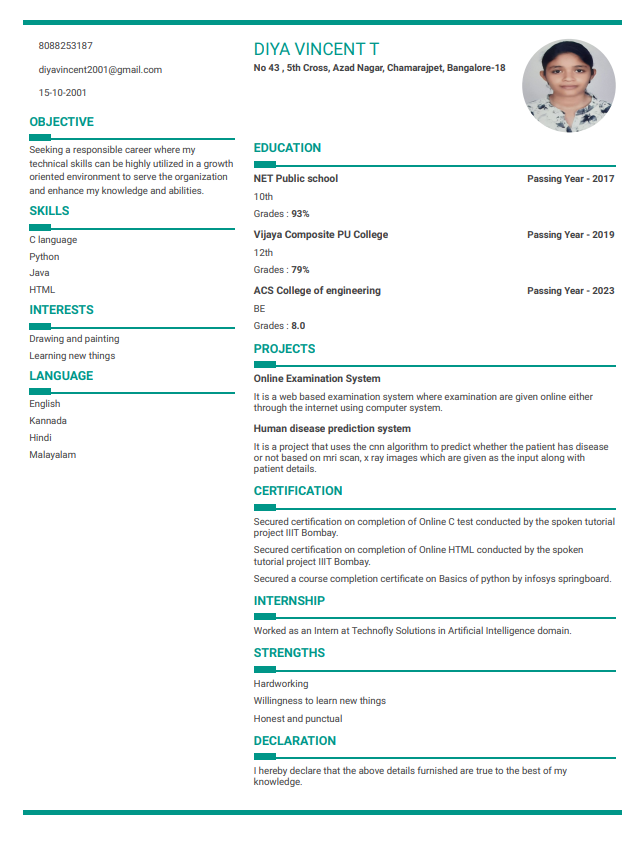 8088253187
diyavincent2001@gmail.com
15-10-2001
OBJECTIVE
Seeking a responsible career where my
technical skills can be highly utilized in a growth
oriented environment to serve the organization
and enhance my knowledge and abilities.
SKILLS
C language
Python
Java
HTML
INTERESTS
Drawing and painting
Learning new things
LANGUAGE
English
Kannada
Hindi
Malayalam
DIYA VINCENT T
No 43 , 5th Cross, Azad Nagar, Chamarajpet, Bangalore-18
EDUCATION
NET Public school Passing Year - 2017
10th
Grades : 93%
Vijaya Composite PU College Passing Year - 2019
12th
Grades : 79%
ACS College of engineering Passing Year - 2023
BE
Grades : 8.0
PROJECTS
Online Examination System
It is a web based examination system where examination are given online either
through the internet using computer system.
Human disease prediction system
It is a project that uses the cnn algorithm to predict whether the patient has disease
or not based on mri scan, x ray images which are given as the input along with
patient details.
CERTIFICATION
Secured certification on completion of Online C test conducted by the spoken tutorial
project IIIT Bombay.
Secured certification on completion of Online HTML conducted by the spoken
tutorial project IIIT Bombay.
Secured a course completion certificate on Basics of python by infosys springboard.
INTERNSHIP
Worked as an Intern at Technofly Solutions in Artificial Intelligence domain.
STRENGTHS
Hardworking
Willingness to learn new things
Honest and punctual
DECLARATION
I hereby declare that the above details furnished are true to the best of my
knowledge.